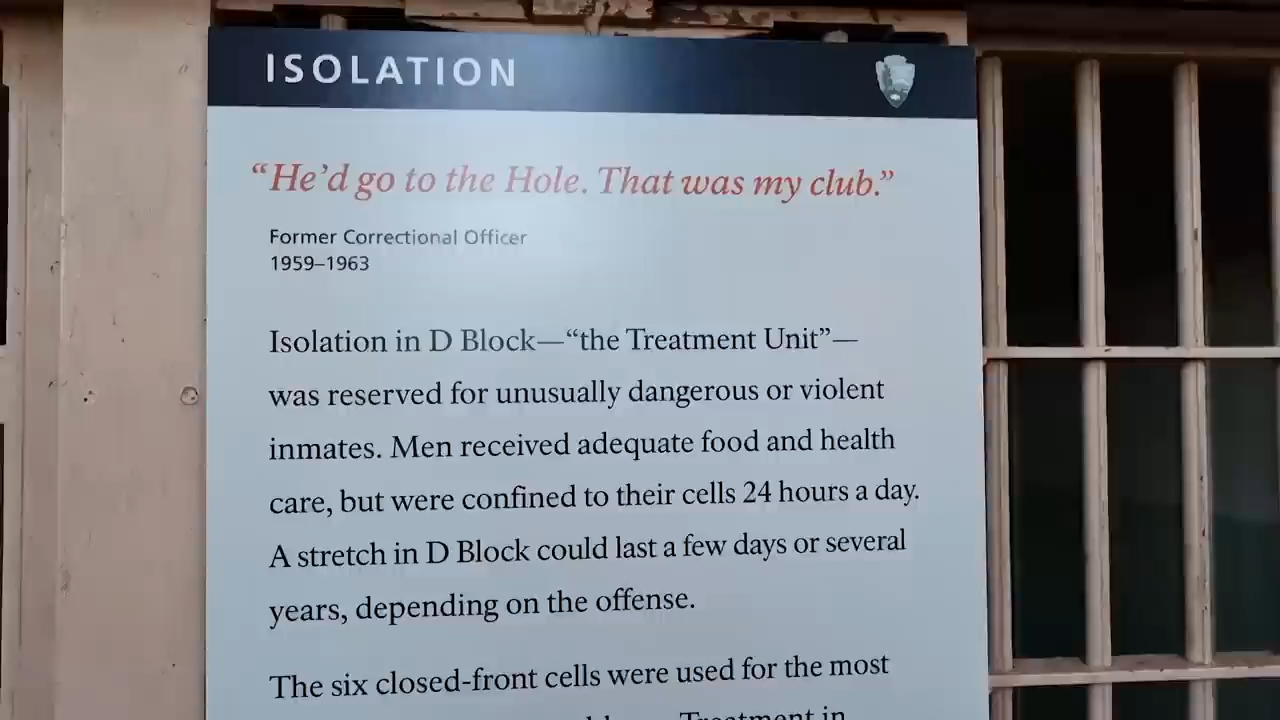 ISOLATION
“He’d go to the Hole. That was my club.”
Former Correctional Officer
1959–1963
Isolation in D Block—“the Treatment Unit”—
was reserved for unusually dangerous or violent
inmates. Men received adequate food and health
care, but were confined to their cells 24 hours a day.
A stretch in D Block could last a few days or several
years, depending on the offense.
The six closed-front cells were used for the most
Treatment in